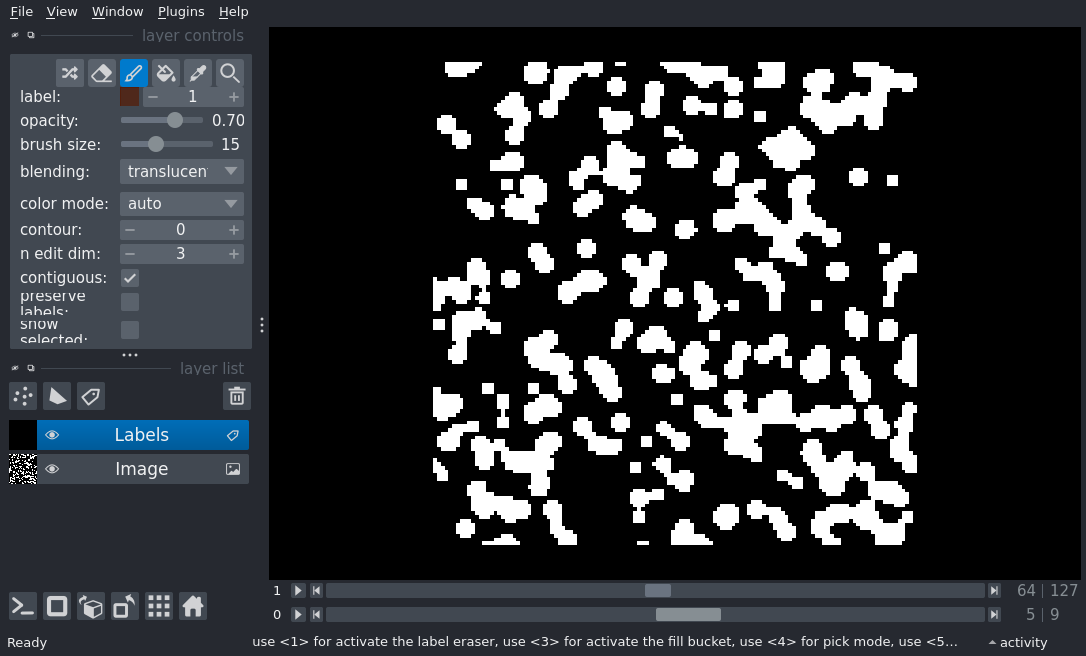 File View Window Plugins Help
layer controls
label: 1
opacity: 0.70
brush size: 15
blending: translucen
color mode: auto
contour: 0
n edit dim: 3
contiguous:
preserve
labels:
show
selected:
layer list
Labels
Image
1 64 | 127
0 5 | 9
Ready use <1> for activate the label eraser, use <3> for activate the fill bucket, use <4> for pick mode, use <5... activity